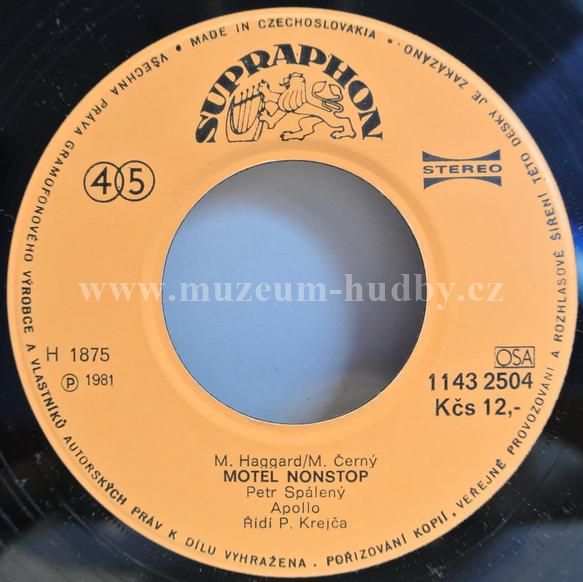 MADE IN CZECHOSLOVAKIA
SUPRAPHON
45
STEREO
www.muzeum-hudby.cz
H 1875
Ⓟ 1981
OSA
1143 2504
Kčs 12,-
M. Haggard/M. Černý
MOTEL NONSTOP
Petr Spálený
Apollo
Řídí P. Krejča
VŠECHNA PRÁVA GRAMOFONOVÉHO VÝROBCE A VLASTNÍKŮ AUTORSKÝCH PRÁV K DÍLU VYHRAŽENA. POŘIZOVÁNÍ KOPIÍ, VEŘEJNÉ PROVOZOVÁNÍ A ROZHLASOVÉ ŠÍŘENÍ TÉTO DESKY JE ZAKÁZÁNO